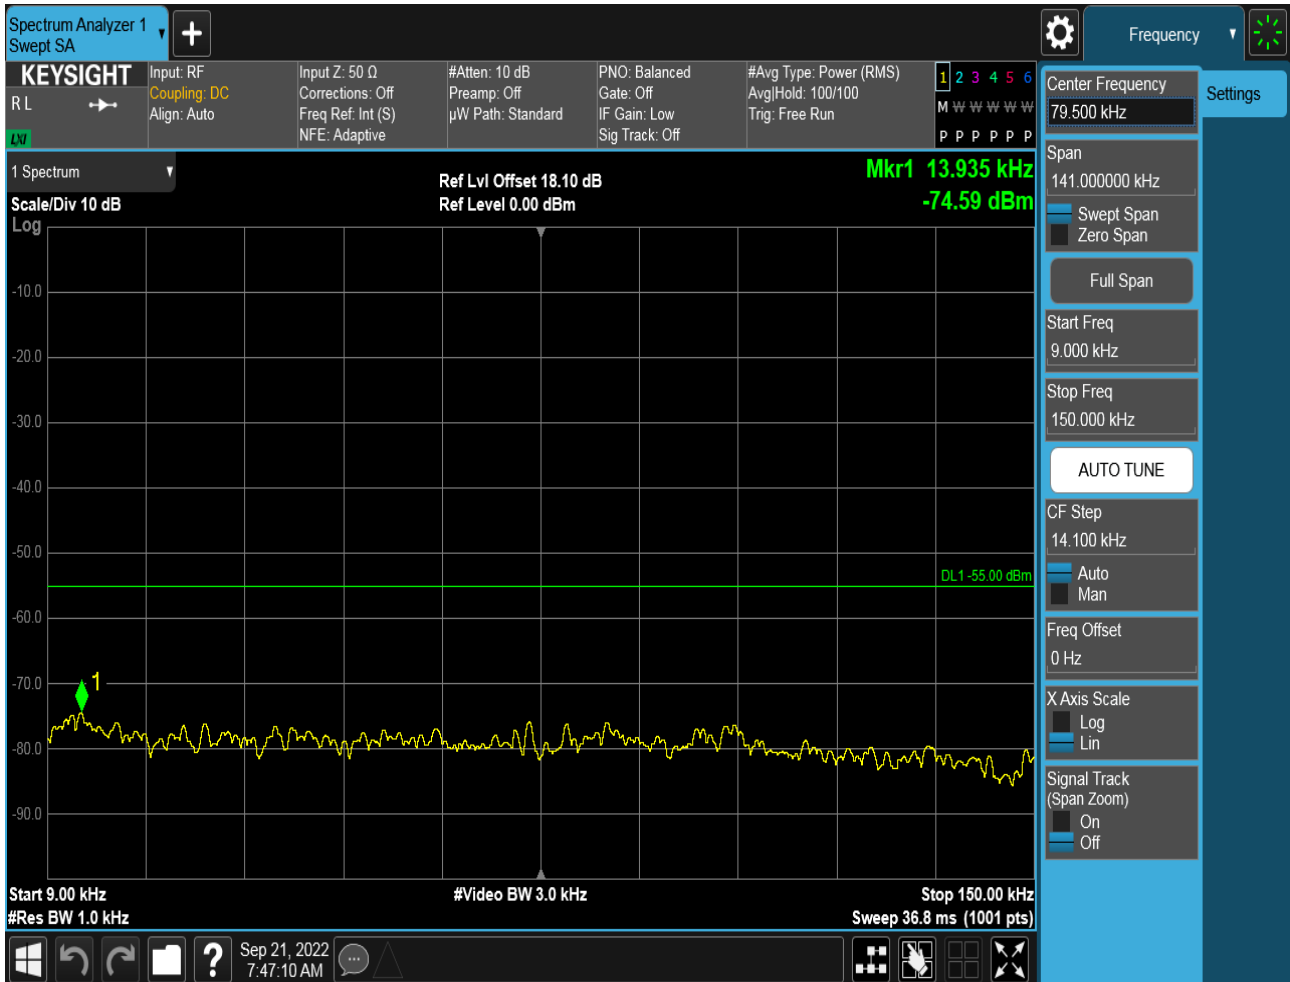 Spectrum Analyzer 1
Swept SA
Frequency
KEYSIGHT
R L
LXI
Input: RF
Coupling: DC
Align: Auto
Input Z: 50 Ω
Corrections: Off
Freq Ref: Int (S)
NFE: Adaptive
#Atten: 10 dB
Preamp: Off
µW Path: Standard
PNO: Balanced
Gate: Off
IF Gain: Low
Sig Track: Off
#Avg Type: Power (RMS)
Avg|Hold: 100/100
Trig: Free Run
1 2 3 4 5 6
M W W W W W
P P P P P P
1 Spectrum
Scale/Div 10 dB
Log
Ref Lvl Offset 18.10 dB
Ref Level 0.00 dBm
Mkr1 13.935 kHz
-74.59 dBm
-10.0
-20.0
-30.0
-40.0
-50.0
DL1 -55.00 dBm
-60.0
-70.0
1
-80.0
-90.0
Start 9.00 kHz
#Video BW 3.0 kHz
Stop 150.00 kHz
#Res BW 1.0 kHz
Sweep 36.8 ms (1001 pts)
Center Frequency
79.500 kHz
Settings
Span
141.000000 kHz
Swept Span
Zero Span
Full Span
Start Freq
9.000 kHz
Stop Freq
150.000 kHz
AUTO TUNE
CF Step
14.100 kHz
Auto
Man
Freq Offset
0 Hz
X Axis Scale
Log
Lin
Signal Track
(Span Zoom)
On
Off
?
Sep 21, 2022
7:47:10 AM